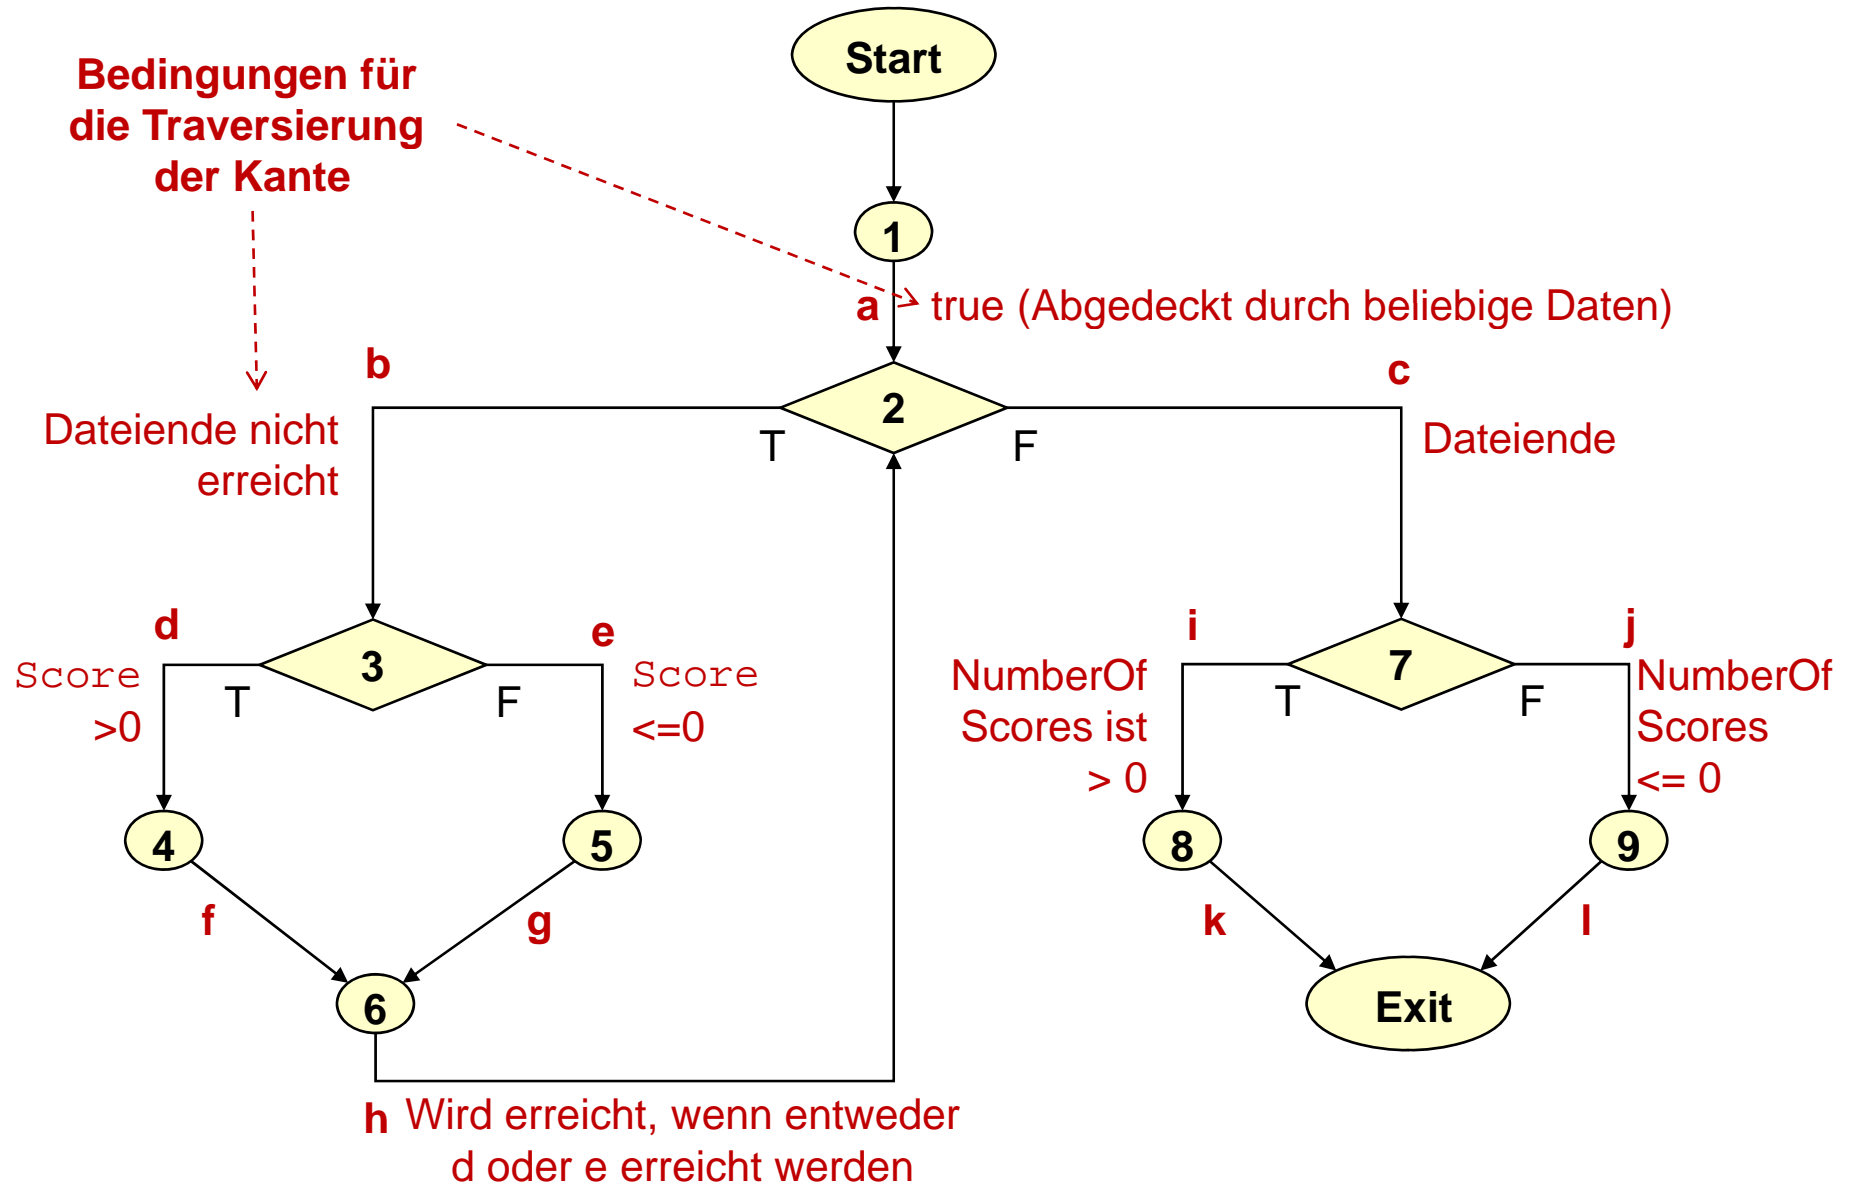 Start
Bedingungen für
die Traversierung
der Kante
1
a true (Abgedeckt durch beliebige Daten)
b
c
2
T
F
Dateiende nicht
erreicht
Dateiende
d
e
i
j
3
7
Score
>0
T
F
Score
<=0
NumberOf
Scores ist
> 0
T
F
NumberOf
Scores
<= 0
4
5
8
9
f
g
k
l
6
Exit
h Wird erreicht, wenn entweder
d oder e erreicht werden